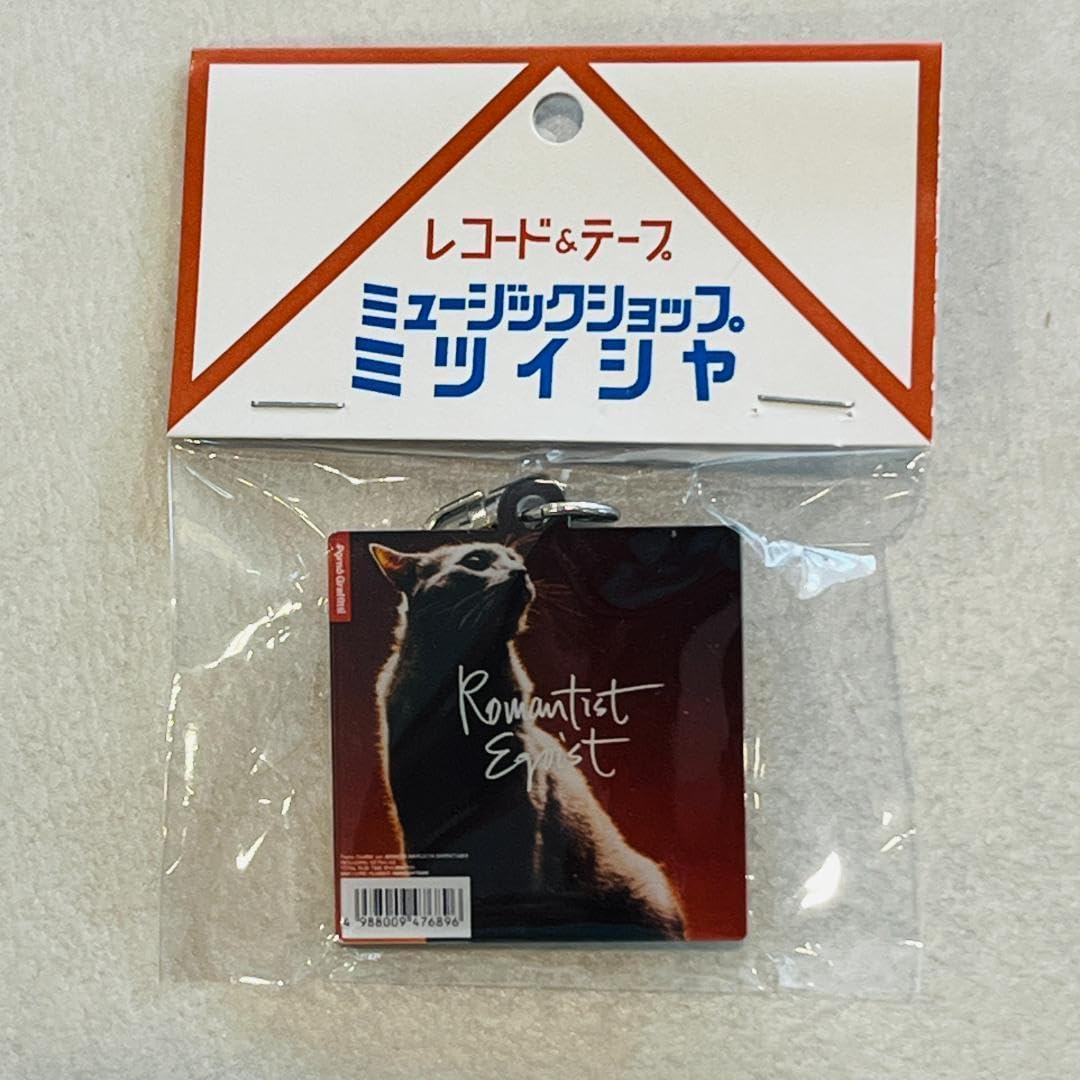 レコード&テープ
ミュージックショップ
ミツイシヤ
Porno Graffitti
Romantist
Egoist
4 988009 476896